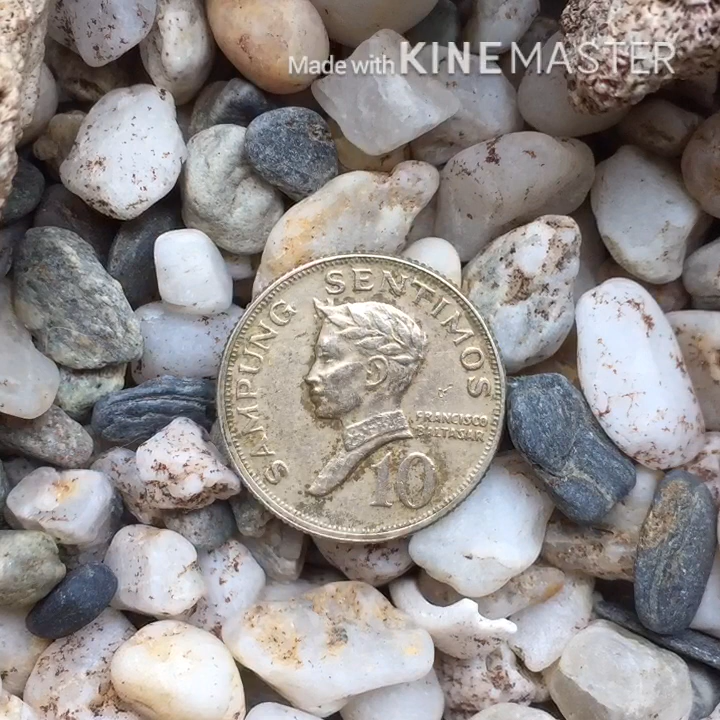 Made with KINEMASTER
SAMPUNG SENTIMOS
FRANCISCO
BALTASAR
10